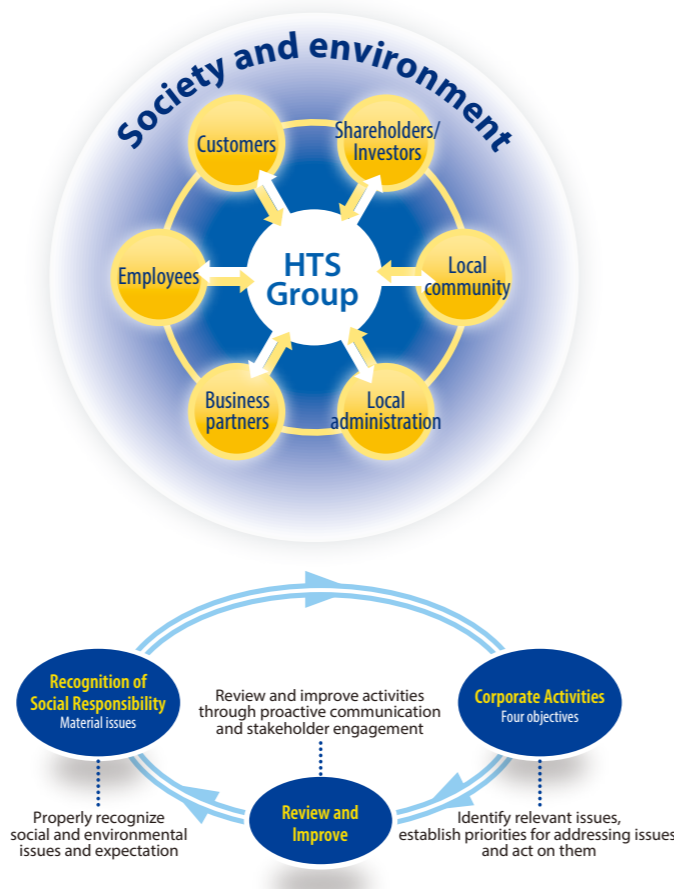 Society and environment
Customers
Shareholders/
Investors
Employees
HTS
Group
Local
community
Business
partners
Local
administration
Recognition of
Social Responsibility
Material issues
Review and improve activities
through proactive communication
and stakeholder engagement
Corporate Activities
Four objectives
Properly recognize
social and environmental
issues and expectation
Review and
Improve
Identify relevant issues,
establish priorities for addressing issues
and act on them